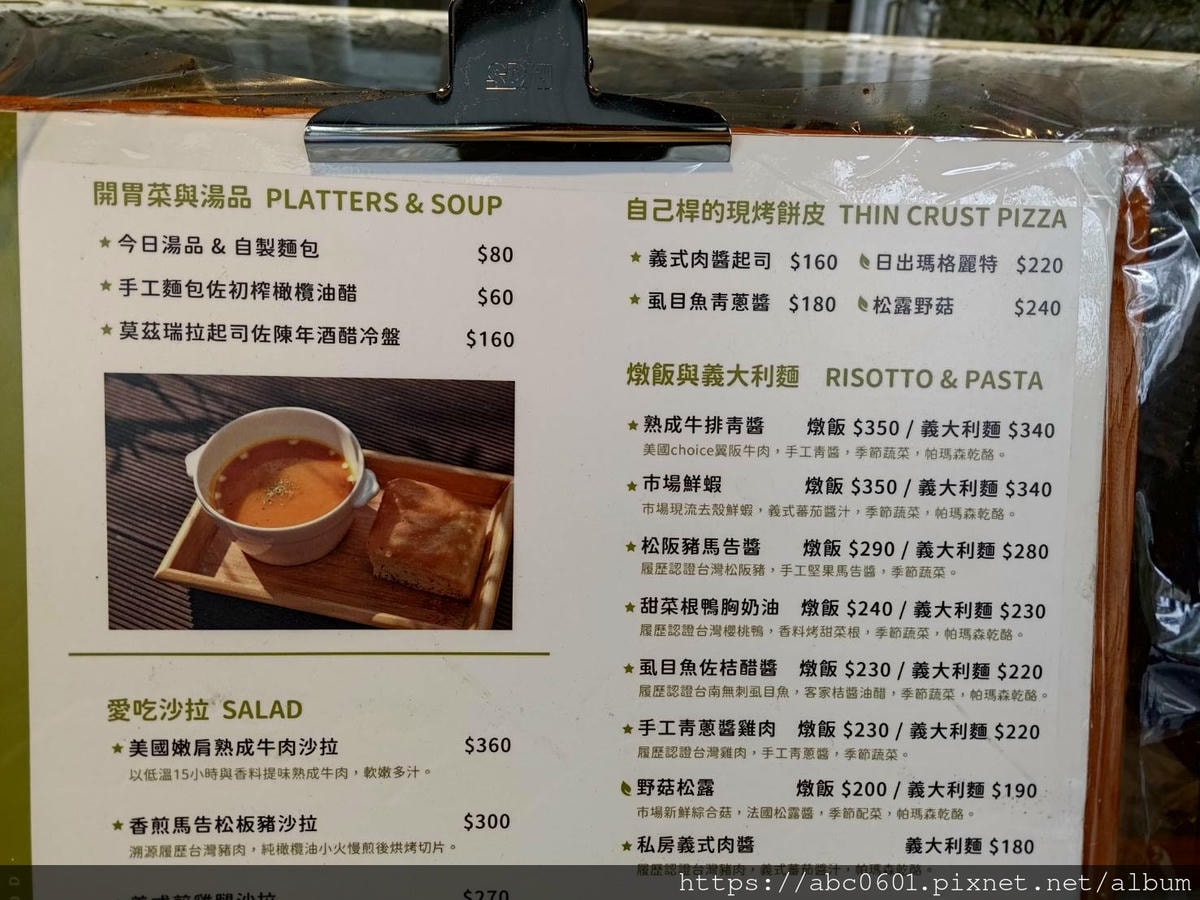 開胃菜與湯品 PLATTERS & SOUP
★今日湯品 & 自製麵包 $80
★手工麵包佐初榨橄欖油醋 $60
★莫茲瑞拉起司佐陳年酒醋冷盤 $160
愛吃沙拉 SALAD
★美國嫩肩熟成牛肉沙拉 $360
以低溫15小時與香料提味熟成牛肉,軟嫩多汁。
★香煎馬告松板豬沙拉 $300
溯源履歷台灣豬肉,純橄欖油小火慢煎後烘烤切片。
$270
自己桿的現烤餅皮 THIN CRUST PIZZA
★義式肉醬起司 $160 日出瑪格麗特 $220
★虱目魚青蔥醬 $180 松露野菇 $240
燉飯與義大利麵 RISOTTO & PASTA
★熟成牛排青醬 燉飯 $350 / 義大利麵 $340
美國choice翼阪牛肉,手工青醬,季節蔬菜,帕瑪森乾酪。
★市場鮮蝦 燉飯 $350 / 義大利麵 $340
市場現流去殼鮮蝦,義式蕃茄醬汁,季節蔬菜,帕瑪森乾酪。
★松阪豬馬告醬 燉飯 $290 / 義大利麵 $280
履歷認證台灣松阪豬,手工堅果馬告醬,季節蔬菜。
★甜菜根鴨胸奶油 燉飯 $240 / 義大利麵 $230
履歷認證台灣櫻桃鴨,香料烤甜菜根,季節蔬菜,帕瑪森乾酪。
★虱目魚佐桔醋醬 燉飯 $230 / 義大利麵 $220
履歷認證台南無刺虱目魚,客家桔醬油醋,季節蔬菜,帕瑪森乾酪。
★手工青蔥醬雞肉 燉飯 $230 / 義大利麵 $220
履歷認證台灣雞肉,手工青蔥醬,季節蔬菜。
野菇松露 燉飯 $200 / 義大利麵 $190
市場新鮮綜合菇,法國松露醬,季節配菜,帕瑪森乾酪。
★私房義式肉醬 義大利麵 $180
履歷認證台灣豬肉,義式蕃茄醬汁,帕瑪森乾酪。
https://abc0601.pixnet.net/album